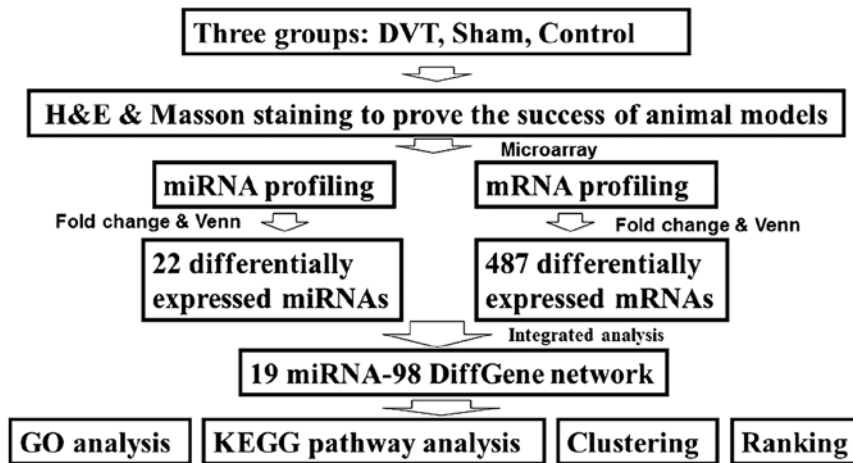 Three groups: DVT, Sham, Control
H&E & Masson staining to prove the success of animal models
Microarray
miRNA profiling
mRNA profiling
Fold change & Venn
Fold change & Venn
22 differentially
expressed miRNAs
487 differentially
expressed mRNAs
Integrated analysis
19 miRNA-98 DiffGene network
GO analysis
KEGG pathway analysis
Clustering
Ranking